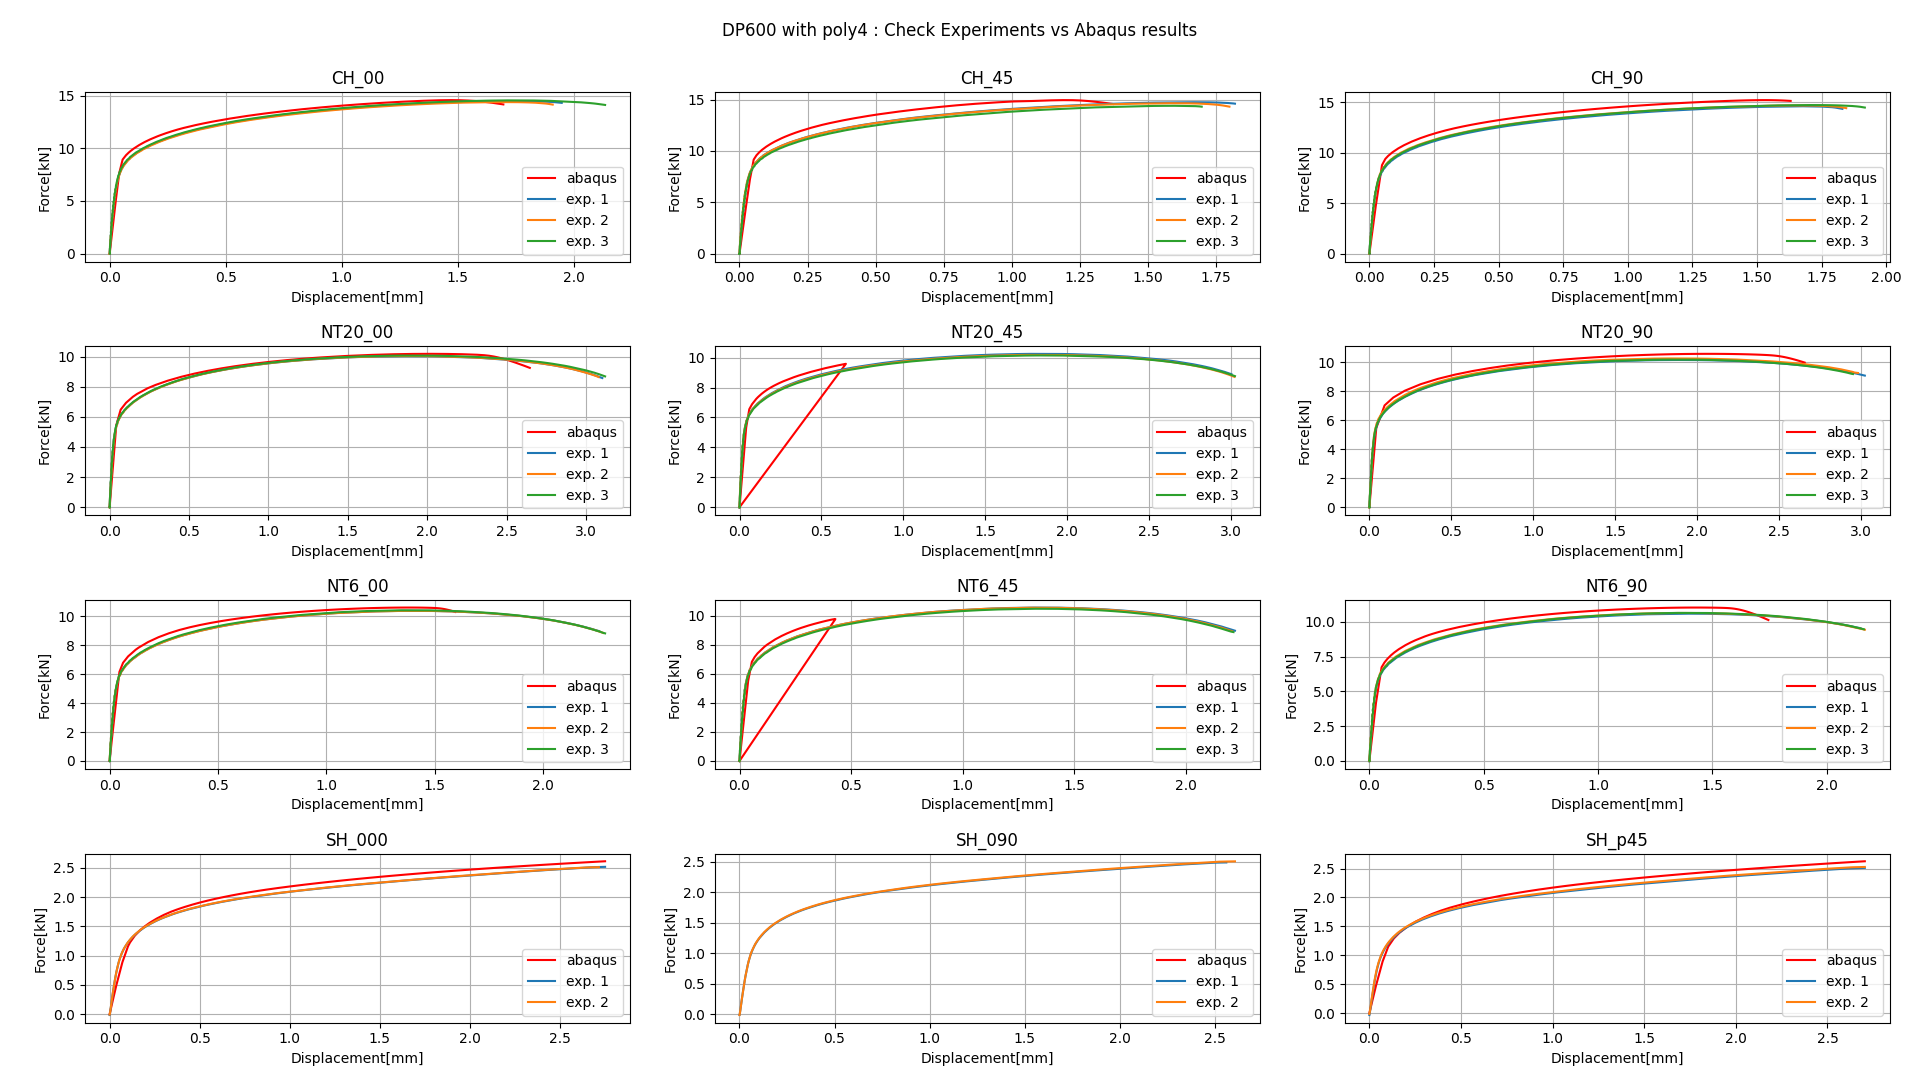 DP600 with poly4 : Check Experiments vs Abaqus results
CH_00
15
10
5
0
Force[kN]
0.0 0.5 1.0 1.5 2.0
Displacement[mm]
abaqus
exp. 1
exp. 2
exp. 3
CH_45
15
10
5
0
Force[kN]
0.00 0.25 0.50 0.75 1.00 1.25 1.50 1.75
Displacement[mm]
abaqus
exp. 1
exp. 2
exp. 3
CH_90
15
10
5
0
Force[kN]
0.00 0.25 0.50 0.75 1.00 1.25 1.50 1.75 2.00
Displacement[mm]
abaqus
exp. 1
exp. 2
exp. 3
NT20_00
10
8
6
4
2
0
Force[kN]
0.0 0.5 1.0 1.5 2.0 2.5 3.0
Displacement[mm]
abaqus
exp. 1
exp. 2
exp. 3
NT20_45
10
8
6
4
2
0
Force[kN]
0.0 0.5 1.0 1.5 2.0 2.5 3.0
Displacement[mm]
abaqus
exp. 1
exp. 2
exp. 3
NT20_90
10
8
6
4
2
0
Force[kN]
0.0 0.5 1.0 1.5 2.0 2.5 3.0
Displacement[mm]
abaqus
exp. 1
exp. 2
exp. 3
NT6_00
10
8
6
4
2
0
Force[kN]
0.0 0.5 1.0 1.5 2.0
Displacement[mm]
abaqus
exp. 1
exp. 2
exp. 3
NT6_45
10
8
6
4
2
0
Force[kN]
0.0 0.5 1.0 1.5 2.0
Displacement[mm]
abaqus
exp. 1
exp. 2
exp. 3
NT6_90
10.0
7.5
5.0
2.5
0.0
Force[kN]
0.0 0.5 1.0 1.5 2.0
Displacement[mm]
abaqus
exp. 1
exp. 2
exp. 3
SH_000
2.5
2.0
1.5
1.0
0.5
0.0
Force[kN]
0.0 0.5 1.0 1.5 2.0 2.5
Displacement[mm]
abaqus
exp. 1
exp. 2
SH_090
2.5
2.0
1.5
1.0
0.5
0.0
Force[kN]
0.0 0.5 1.0 1.5 2.0 2.5
Displacement[mm]
abaqus
exp. 1
exp. 2
SH_p45
2.5
2.0
1.5
1.0
0.5
0.0
Force[kN]
0.0 0.5 1.0 1.5 2.0 2.5
Displacement[mm]
abaqus
exp. 1
exp. 2